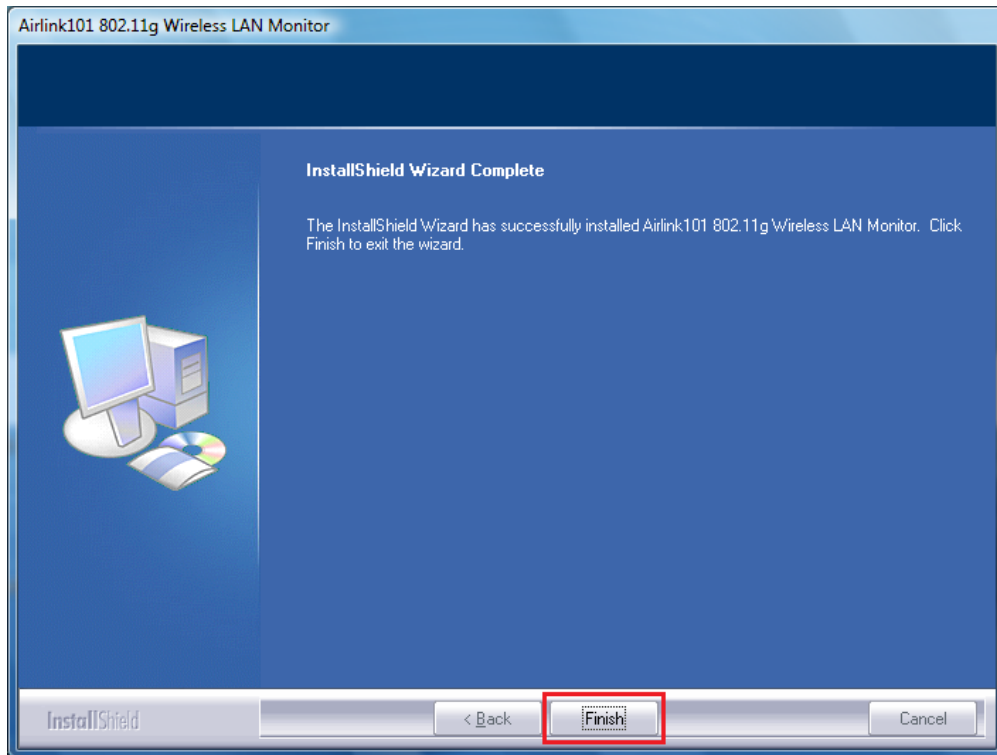 Airlink101 802.11g Wireless LAN Monitor
InstallShield Wizard Complete
The InstallShield Wizard has successfully installed Airlink101 802.11g Wireless LAN Monitor. Click
Finish to exit the wizard.
InstallShield
< Back
Finish
Cancel